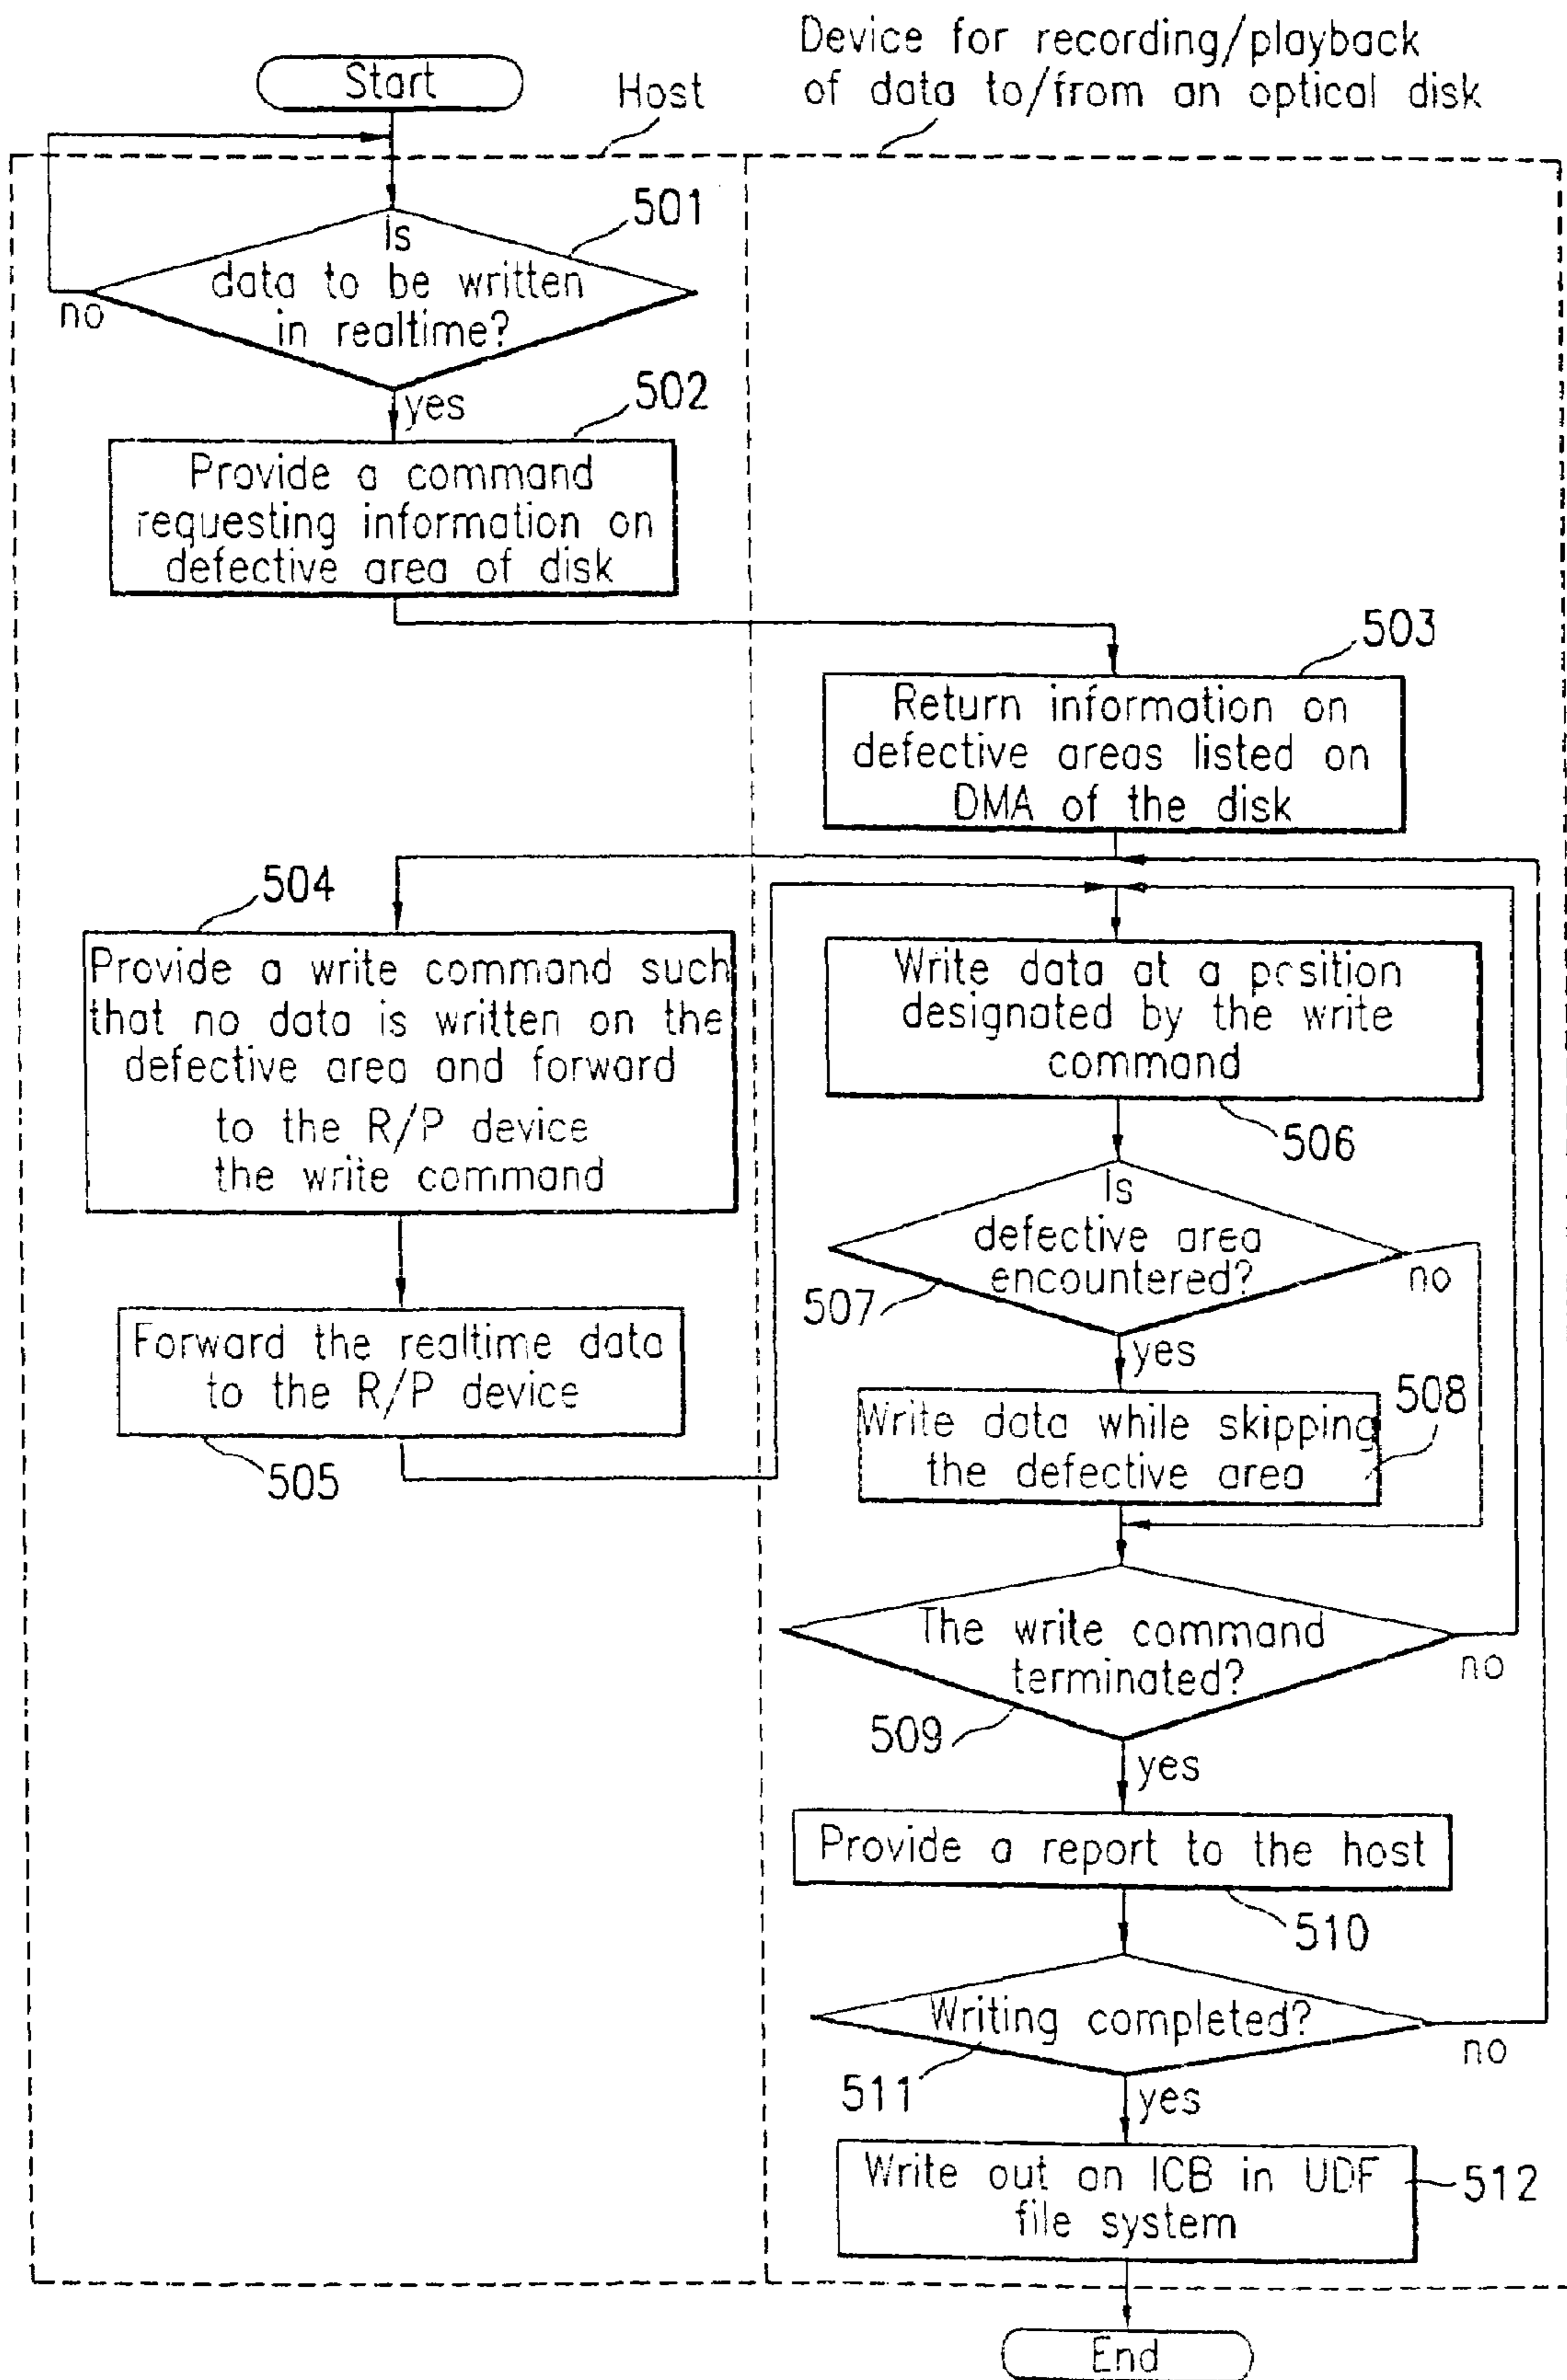 Device for recording/playback
of data to/from an optical disk
Start
Host
501
Is
data to be written
in realtime?
no
yes
502
Provide a command
requesting information on
defective area of disk
503
Return information on
defective areas listed on
DMA of the disk
504
Provide a write command such
that no data is written on the
defective area and forward
to the R/P device
the write command
Write data at a position
designated by the write
command
506
Is
defective area
encountered?
507
no
yes
Forward the realtime data
to the R/P device
505
508
Write data while skipping
the defective area
The write command
terminated?
no
509
yes
Provide a report to the host
510
Writing completed?
no
511
yes
Write out an ICB in UDF
file system
512
End